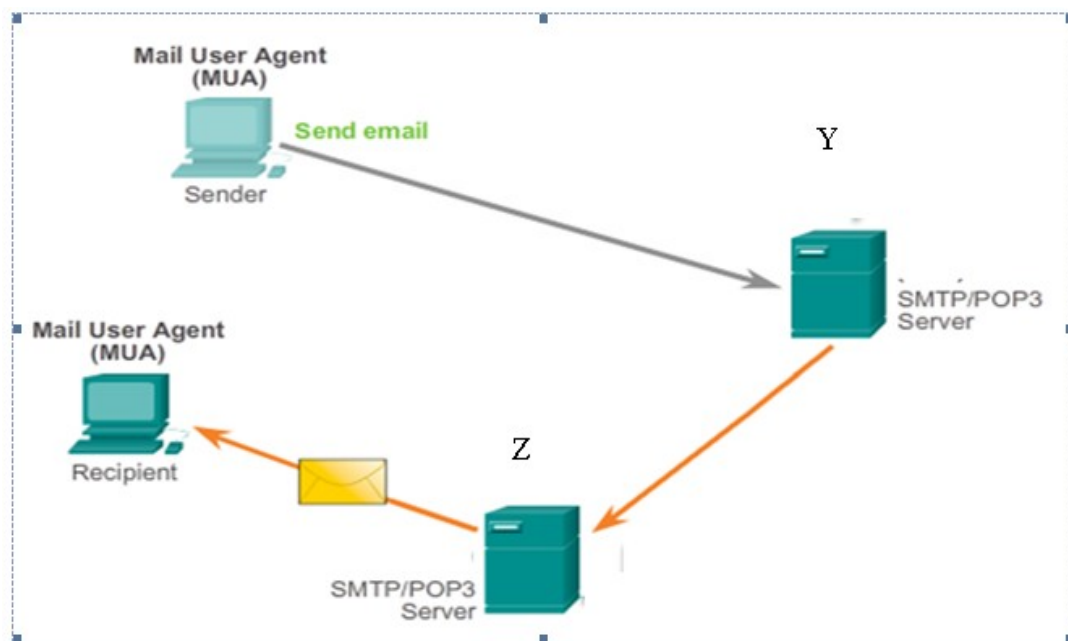 Mail User Agent
(MUA)
Send email
Sender
Y
SMTP/POP3
Server
Mail User Agent
(MUA)
Recipient
Z
SMTP/POP3
Server